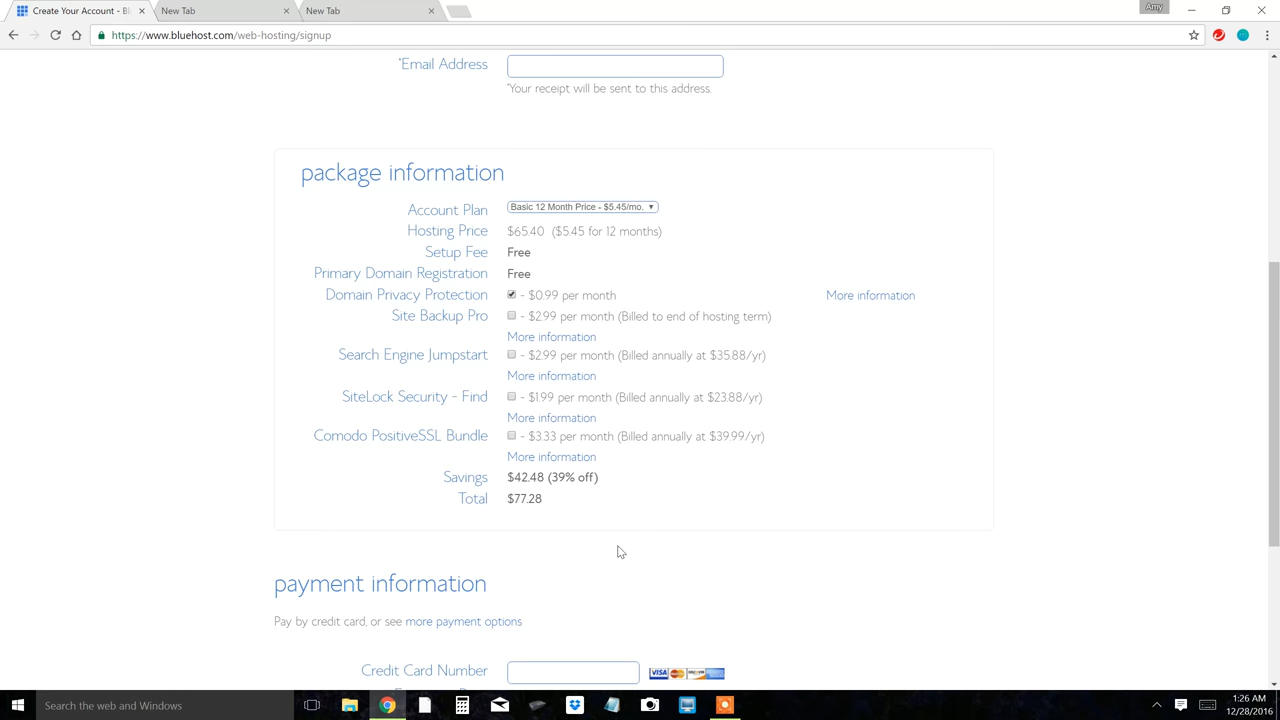 Create Your Account - Bl
New Tab
New Tab
Amy
https://www.bluehost.com/web-hosting/signup
*Email Address
*Your receipt will be sent to this address.
package information
Account Plan Basic 12 Month Price - $5.45/mo.
Hosting Price $65.40 ($5.45 for 12 months)
Setup Fee Free
Primary Domain Registration Free
Domain Privacy Protection - $0.99 per month More information
Site Backup Pro - $2.99 per month (Billed to end of hosting term)
More information
Search Engine Jumpstart - $2.99 per month (Billed annually at $35.88/yr)
More information
SiteLock Security - Find - $1.99 per month (Billed annually at $23.88/yr)
More information
Comodo PositiveSSL Bundle - $3.33 per month (Billed annually at $39.99/yr)
More information
Savings $42.48 (39% off)
Total $77.28
payment information
Pay by credit card, or see more payment options
Credit Card Number VISA
Search the web and Windows
1:26 AM
12/28/2016